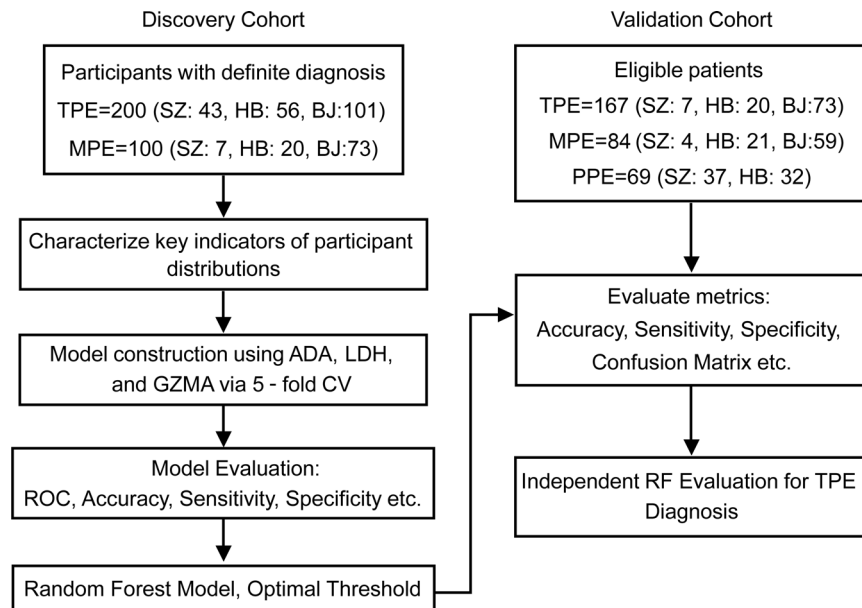 Discovery Cohort
Participants with definite diagnosis
TPE=200 (SZ: 43, HB: 56, BJ:101)
MPE=100 (SZ: 7, HB: 20, BJ:73)
Characterize key indicators of participant
distributions
Model construction using ADA, LDH,
and GZMA via 5 - fold CV
Model Evaluation:
ROC, Accuracy, Sensitivity, Specificity etc.
Random Forest Model, Optimal Threshold
Validation Cohort
Eligible patients
TPE=167 (SZ: 7, HB: 20, BJ:73)
MPE=84 (SZ: 4, HB: 21, BJ:59)
PPE=69 (SZ: 37, HB: 32)
Evaluate metrics:
Accuracy, Sensitivity, Specificity,
Confusion Matrix etc.
Independent RF Evaluation for TPE
Diagnosis